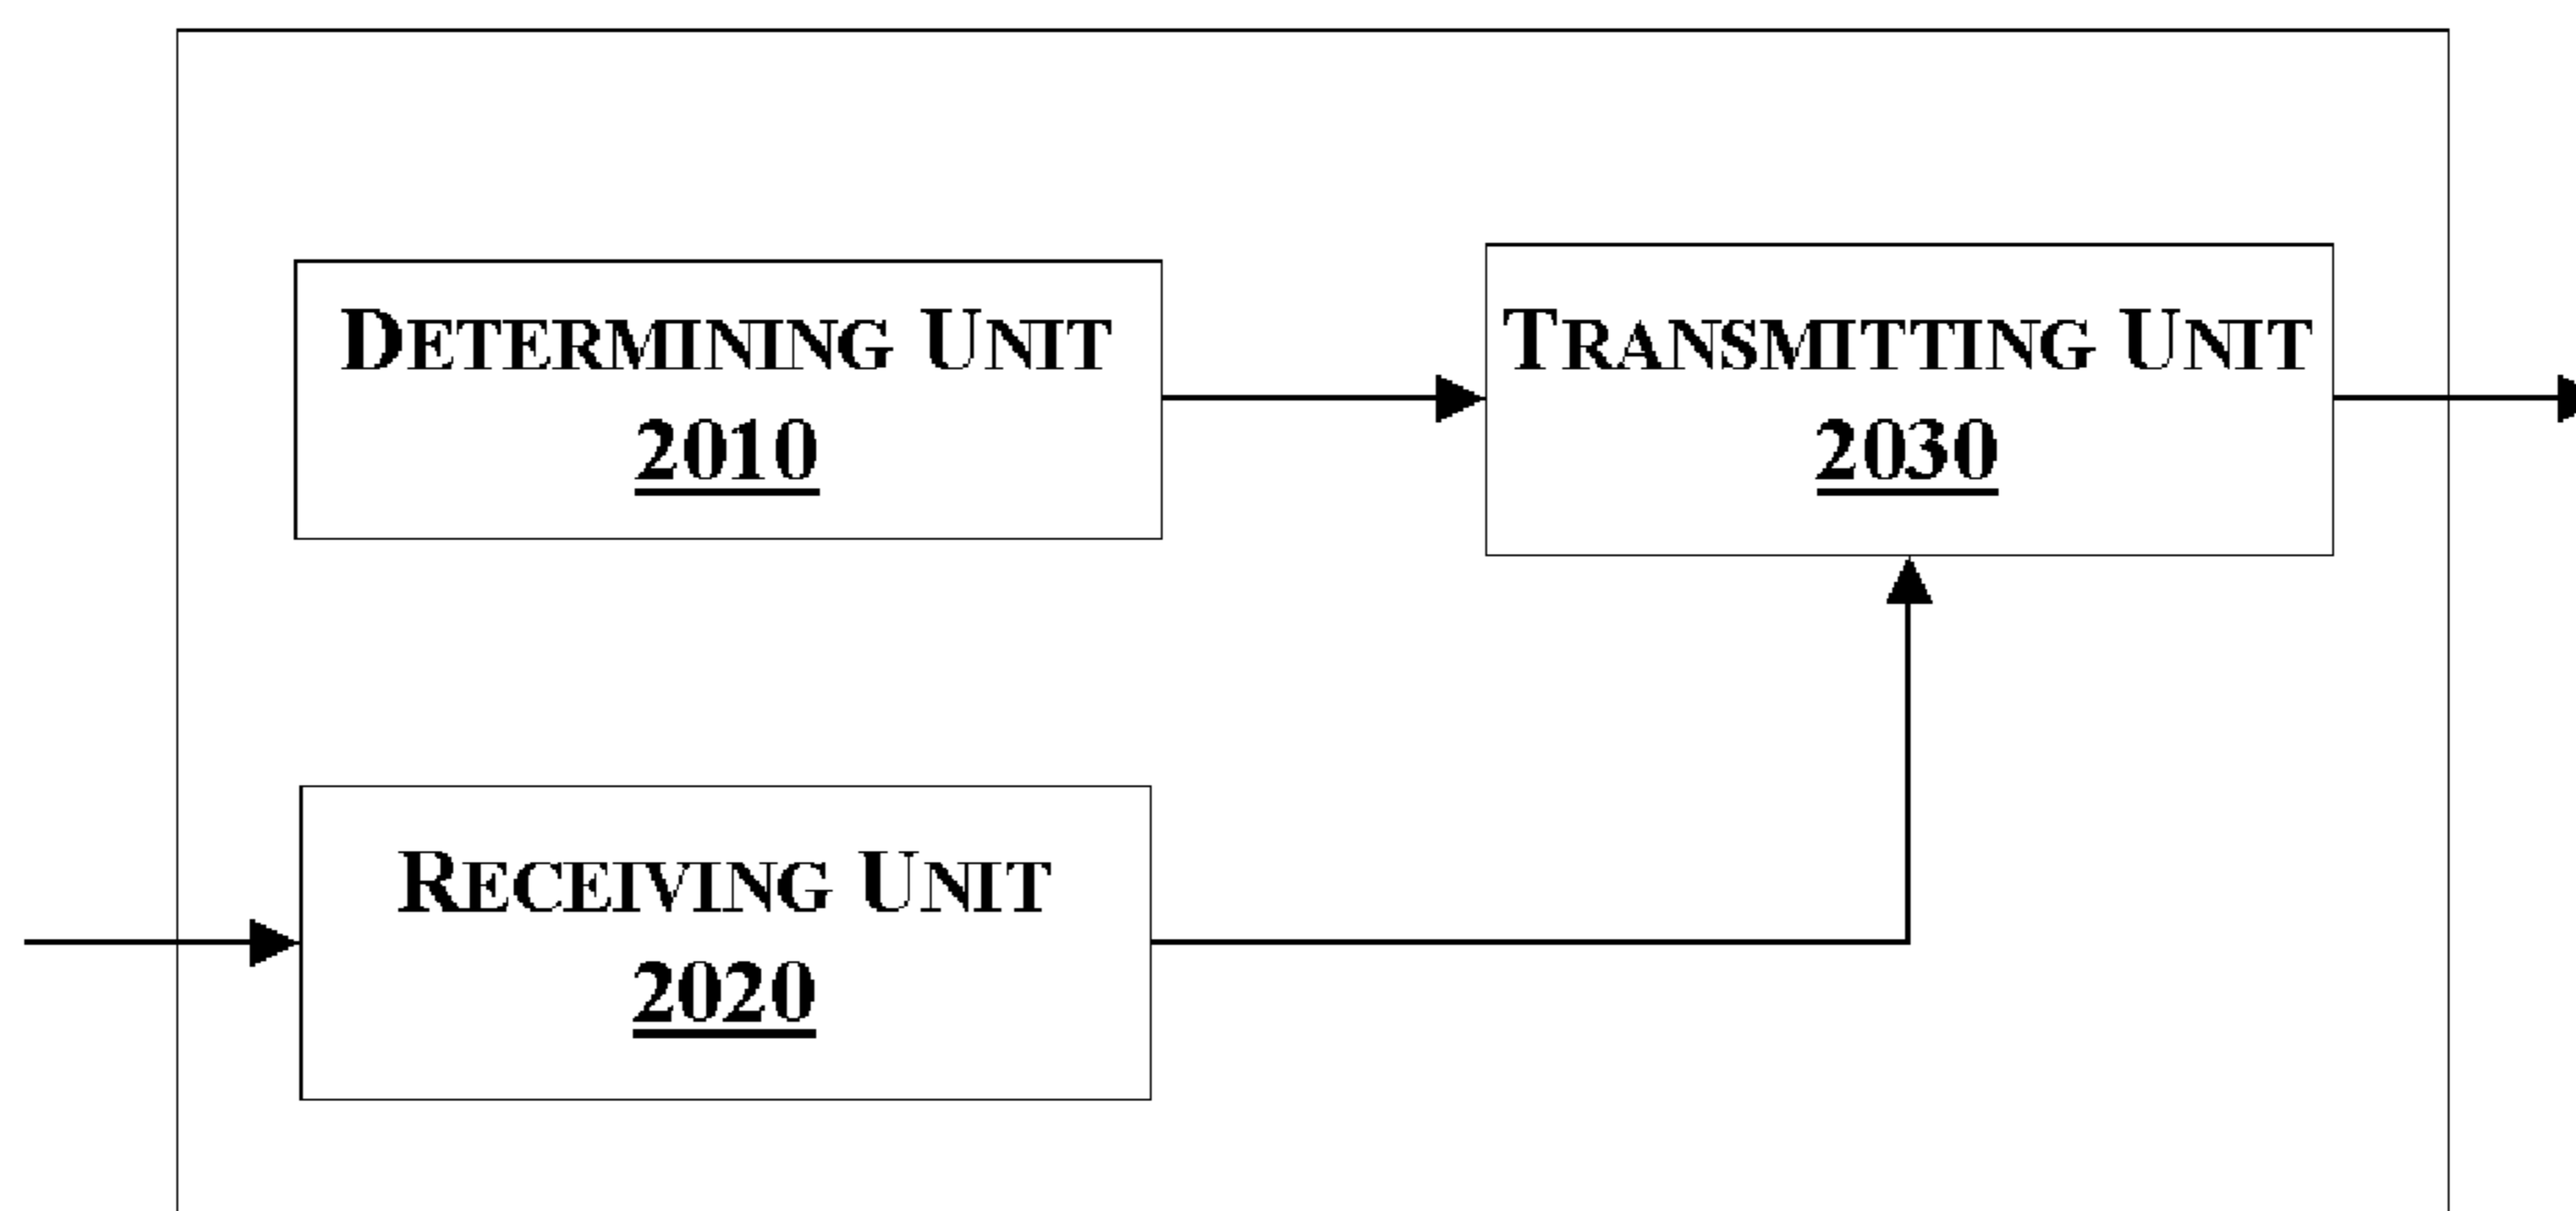 DETERMINING UNIT
2010
TRANSMITTING UNIT
2030
RECEIVING UNIT
2020